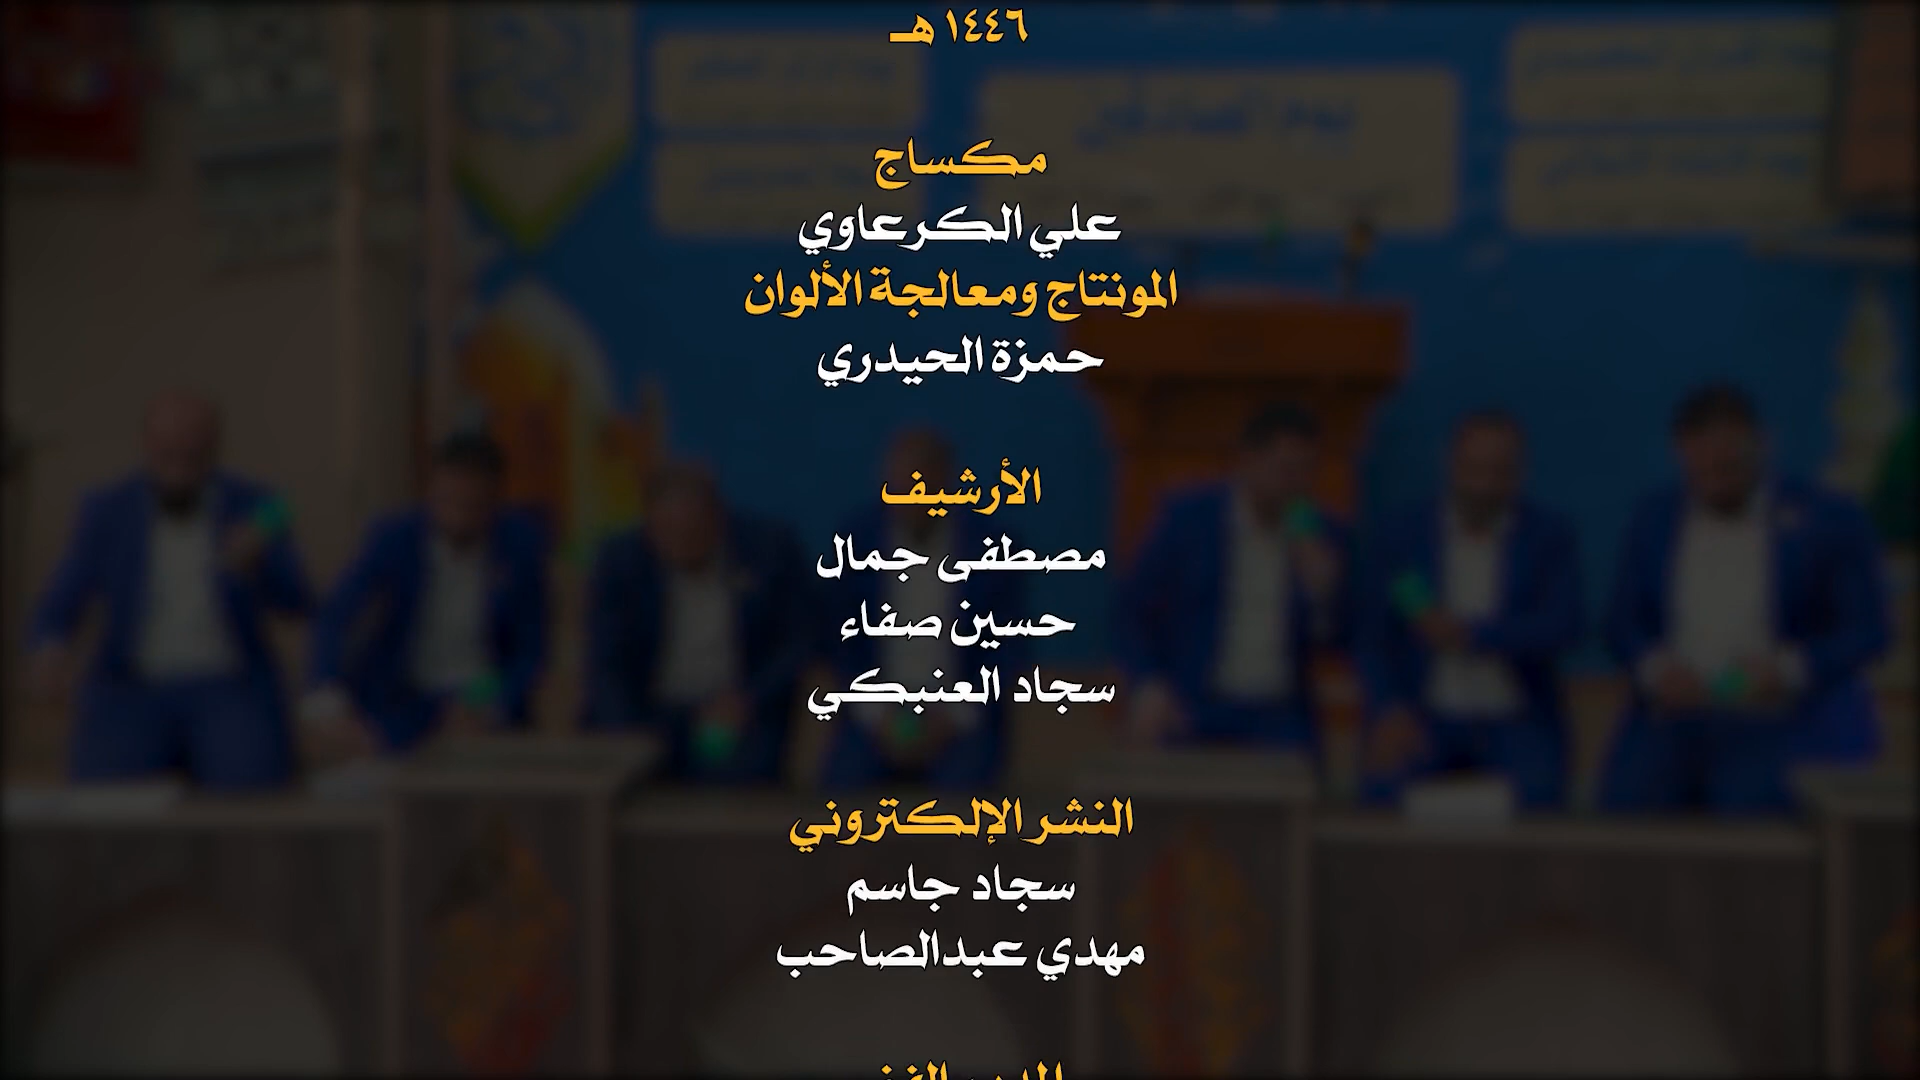 ١٤٤٦ هـ
مكساج
علي الكرعاوي
المونتاج ومعالجة الألوان
حمزة الحيدري
الأرشيف
مصطفى جمال
حسين صفاء
سجاد العنبكي
النشر الإلكتروني
سجاد جاسم
مهدي عبدالصاحب